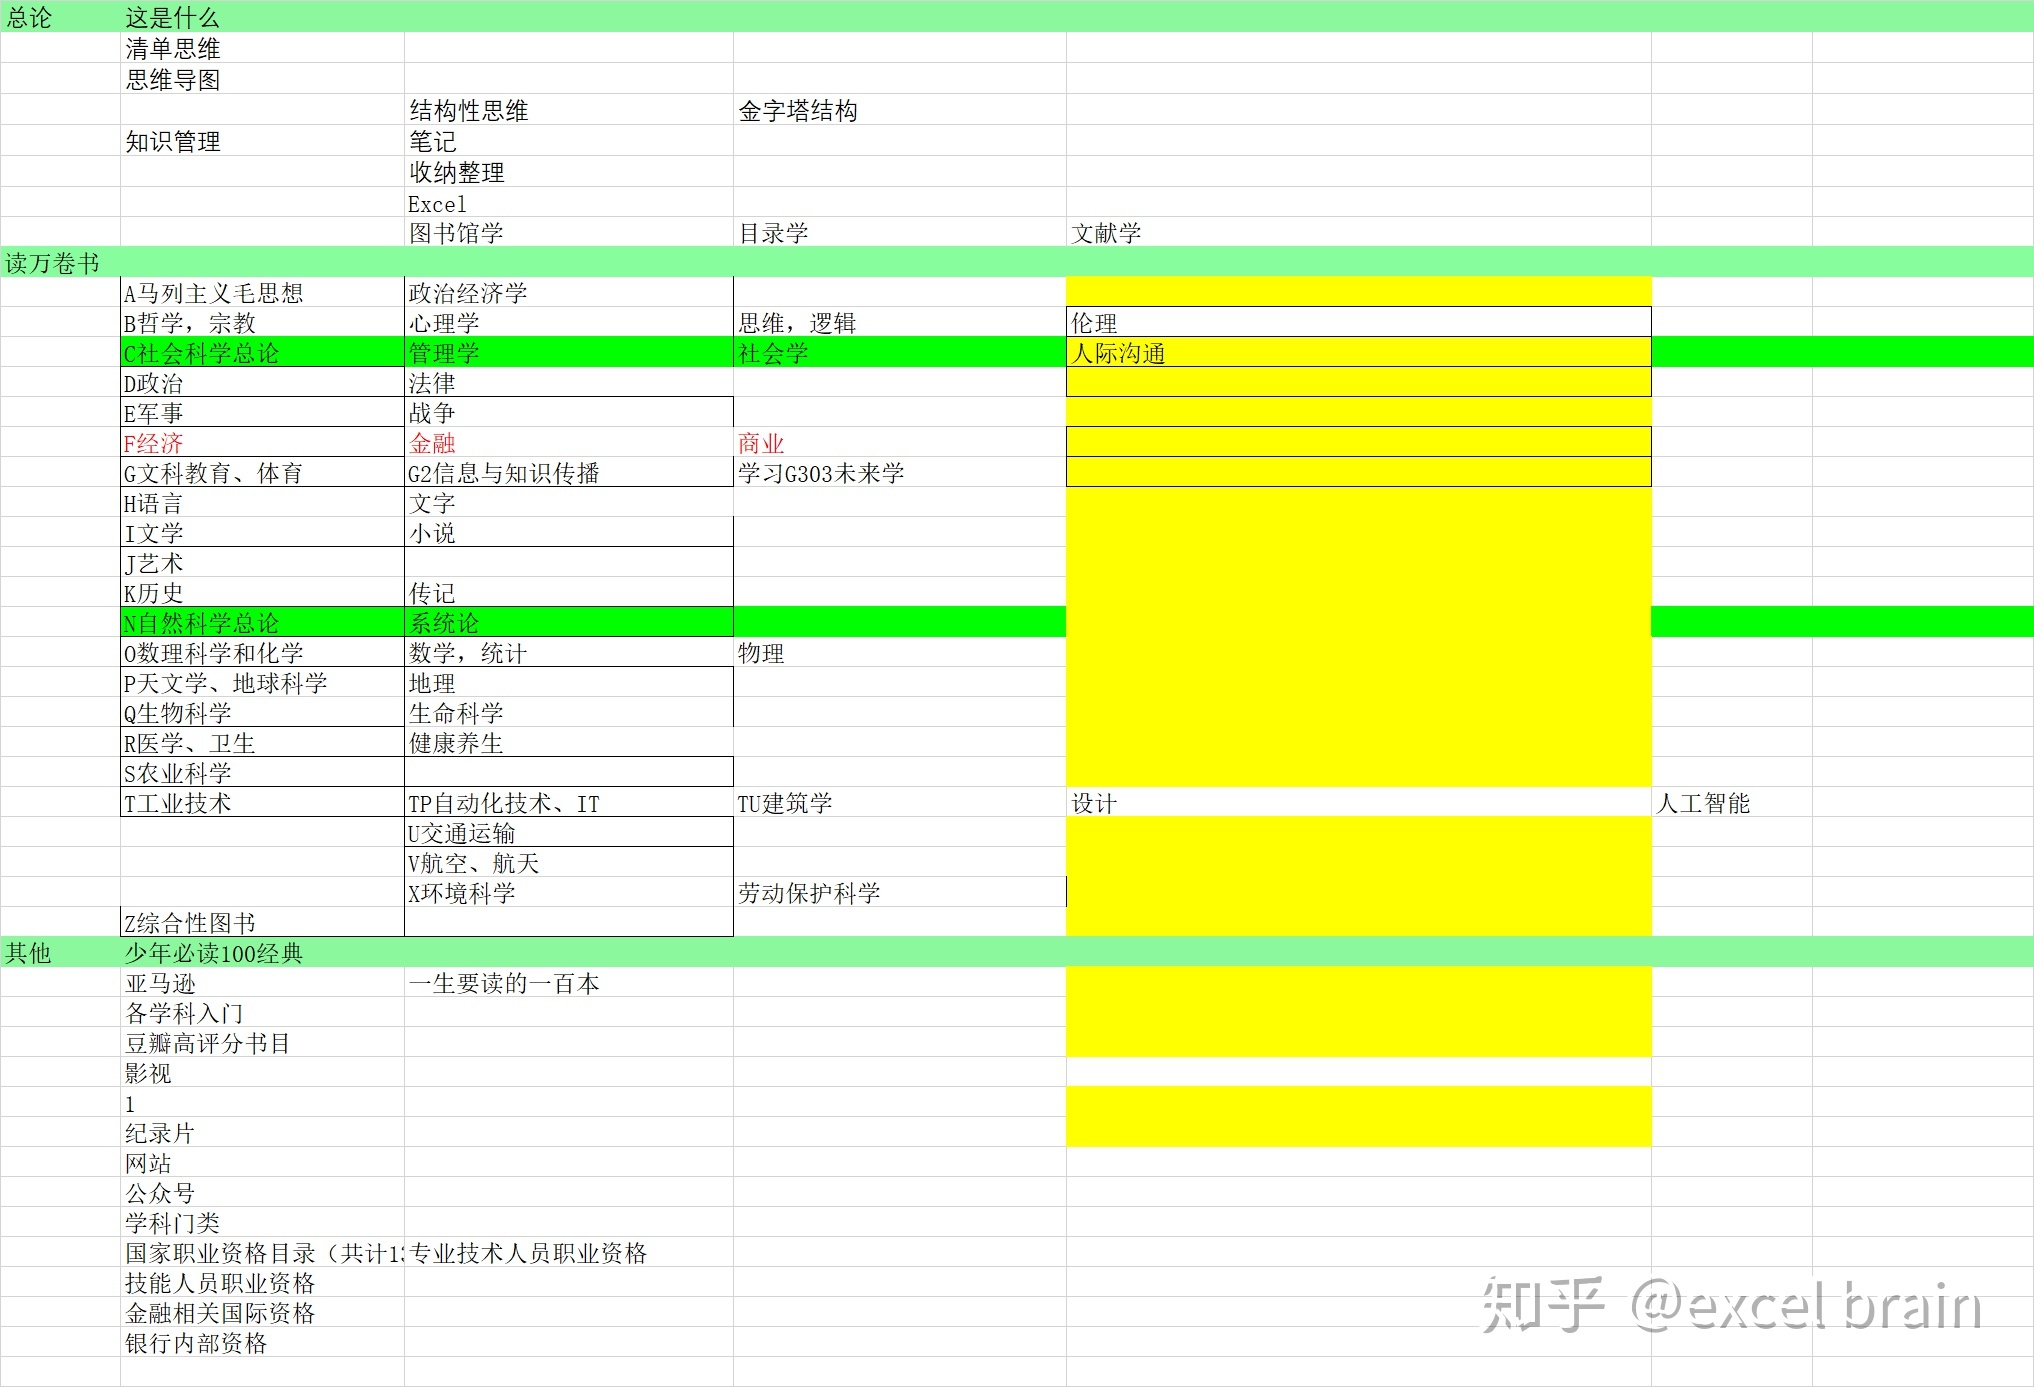 总论 这是什么
清单思维
思维导图
结构性思维 金字塔结构
知识管理 笔记
收纳整理
Excel
图书馆学 目录学 文献学
读万卷书
A马列主义毛思想 政治经济学
B哲学，宗教 心理学 思维，逻辑 伦理
C社会科学总论 管理学 社会学 人际沟通
D政治 法律
E军事 战争
F经济 金融 商业
G文科教育、体育 G2信息与知识传播 学习G303未来学
H语言 文字
I文学 小说
J艺术
K历史 传记
N自然科学总论 系统论
O数理科学和化学 数学，统计 物理
P天文学、地球科学 地理
Q生物科学 生命科学
R医学、卫生 健康养生
S农业科学
T工业技术 TP自动化技术、IT TU建筑学 设计 人工智能
U交通运输
V航空、航天
X环境科学 劳动保护科学
Z综合性图书
其他 少年必读100经典
亚马逊 一生要读的一百本
各学科入门
豆瓣高评分书目
影视
1
纪录片
网站
公众号
学科门类
国家职业资格目录（共计1 专业技术人员职业资格
技能人员职业资格
金融相关国际资格
银行内部资格
知乎 @excel brain